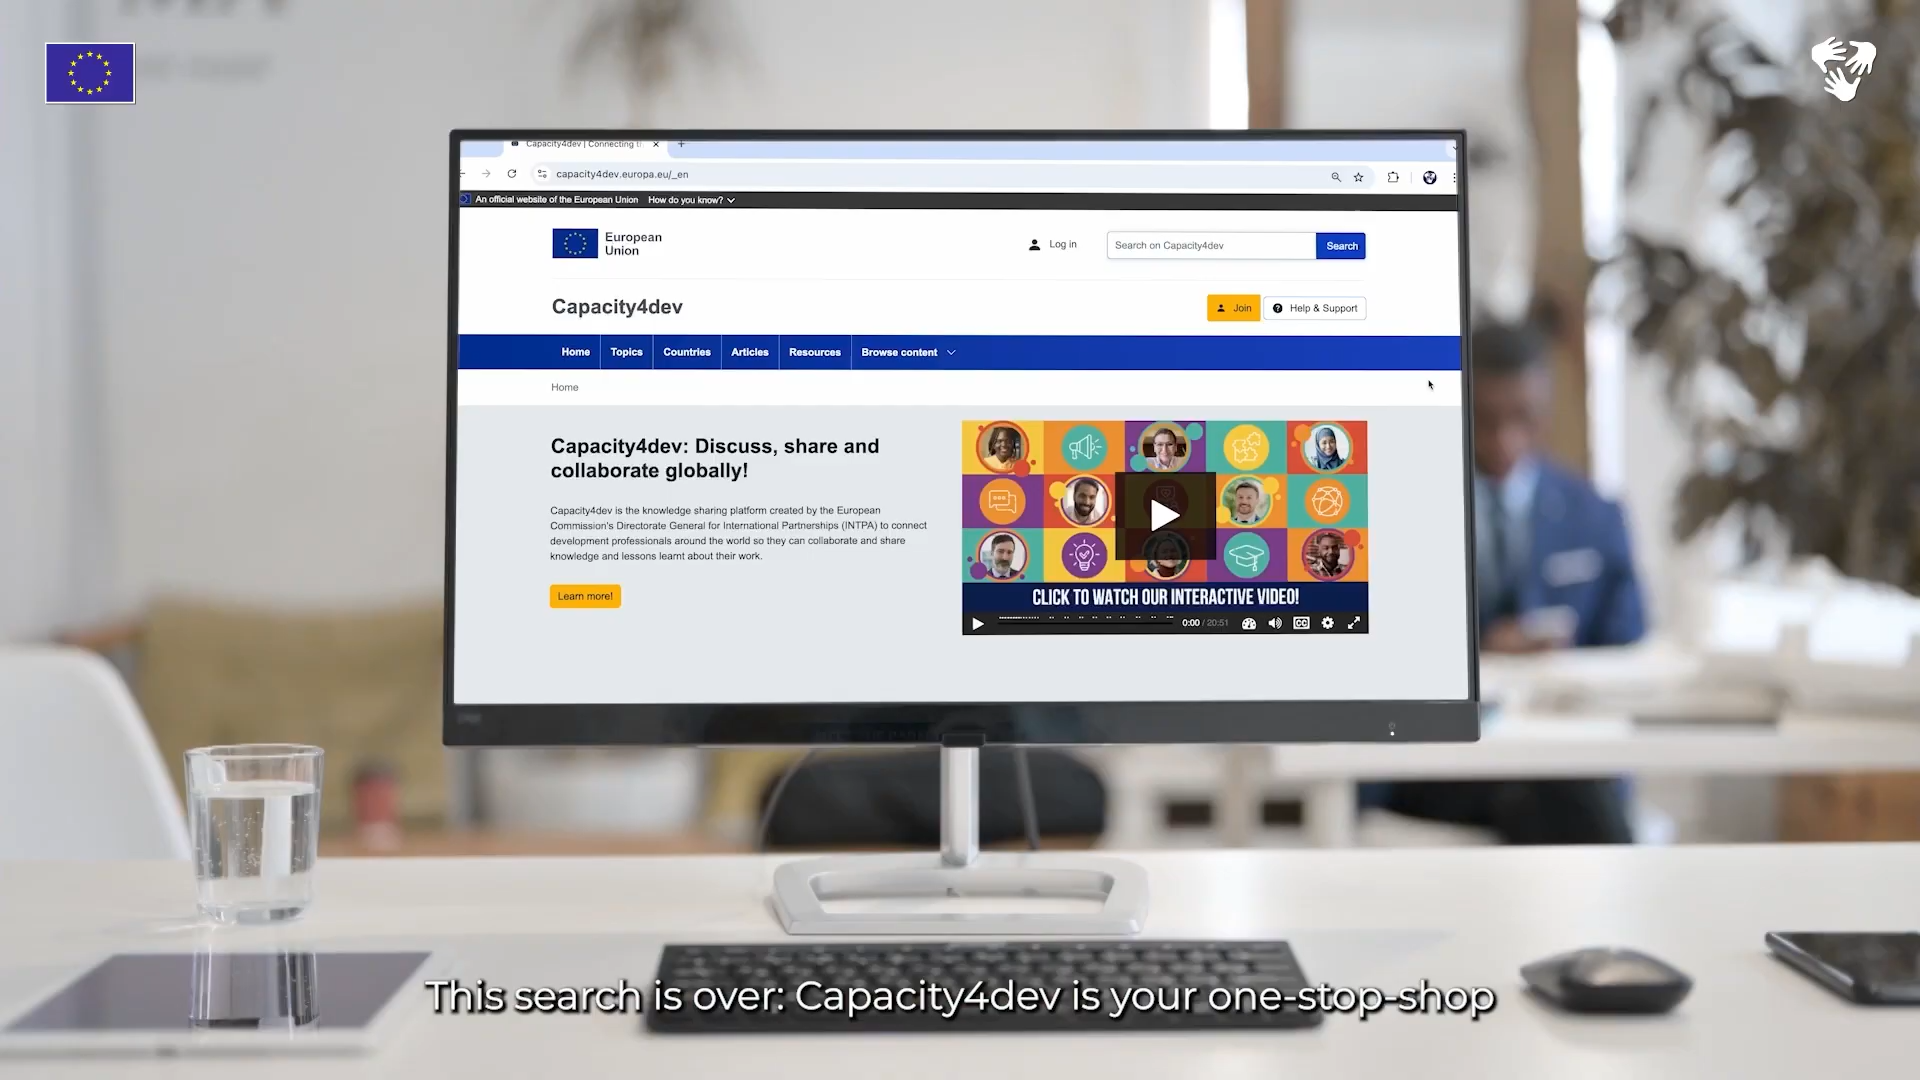 Capacity4dev | Connecting t
capacity4dev.europa.eu/_en
An official website of the European Union How do you know?
European
Union
Log in
Search on Capacity4dev
Search
Capacity4dev
Join
Help & Support
Home
Topics
Countries
Articles
Resources
Browse content
Home
Capacity4dev: Discuss, share and
collaborate globally!
Capacity4dev is the knowledge sharing platform created by the European
Commission's Directorate General for International Partnerships (INTPA) to connect
development professionals around the world so they can collaborate and share
knowledge and lessons learnt about their work.
Learn more!
CLICK TO WATCH OUR INTERACTIVE VIDEO!
0:00 / 20:51
CC
This search is over: Capacity4dev is your one-stop-shop